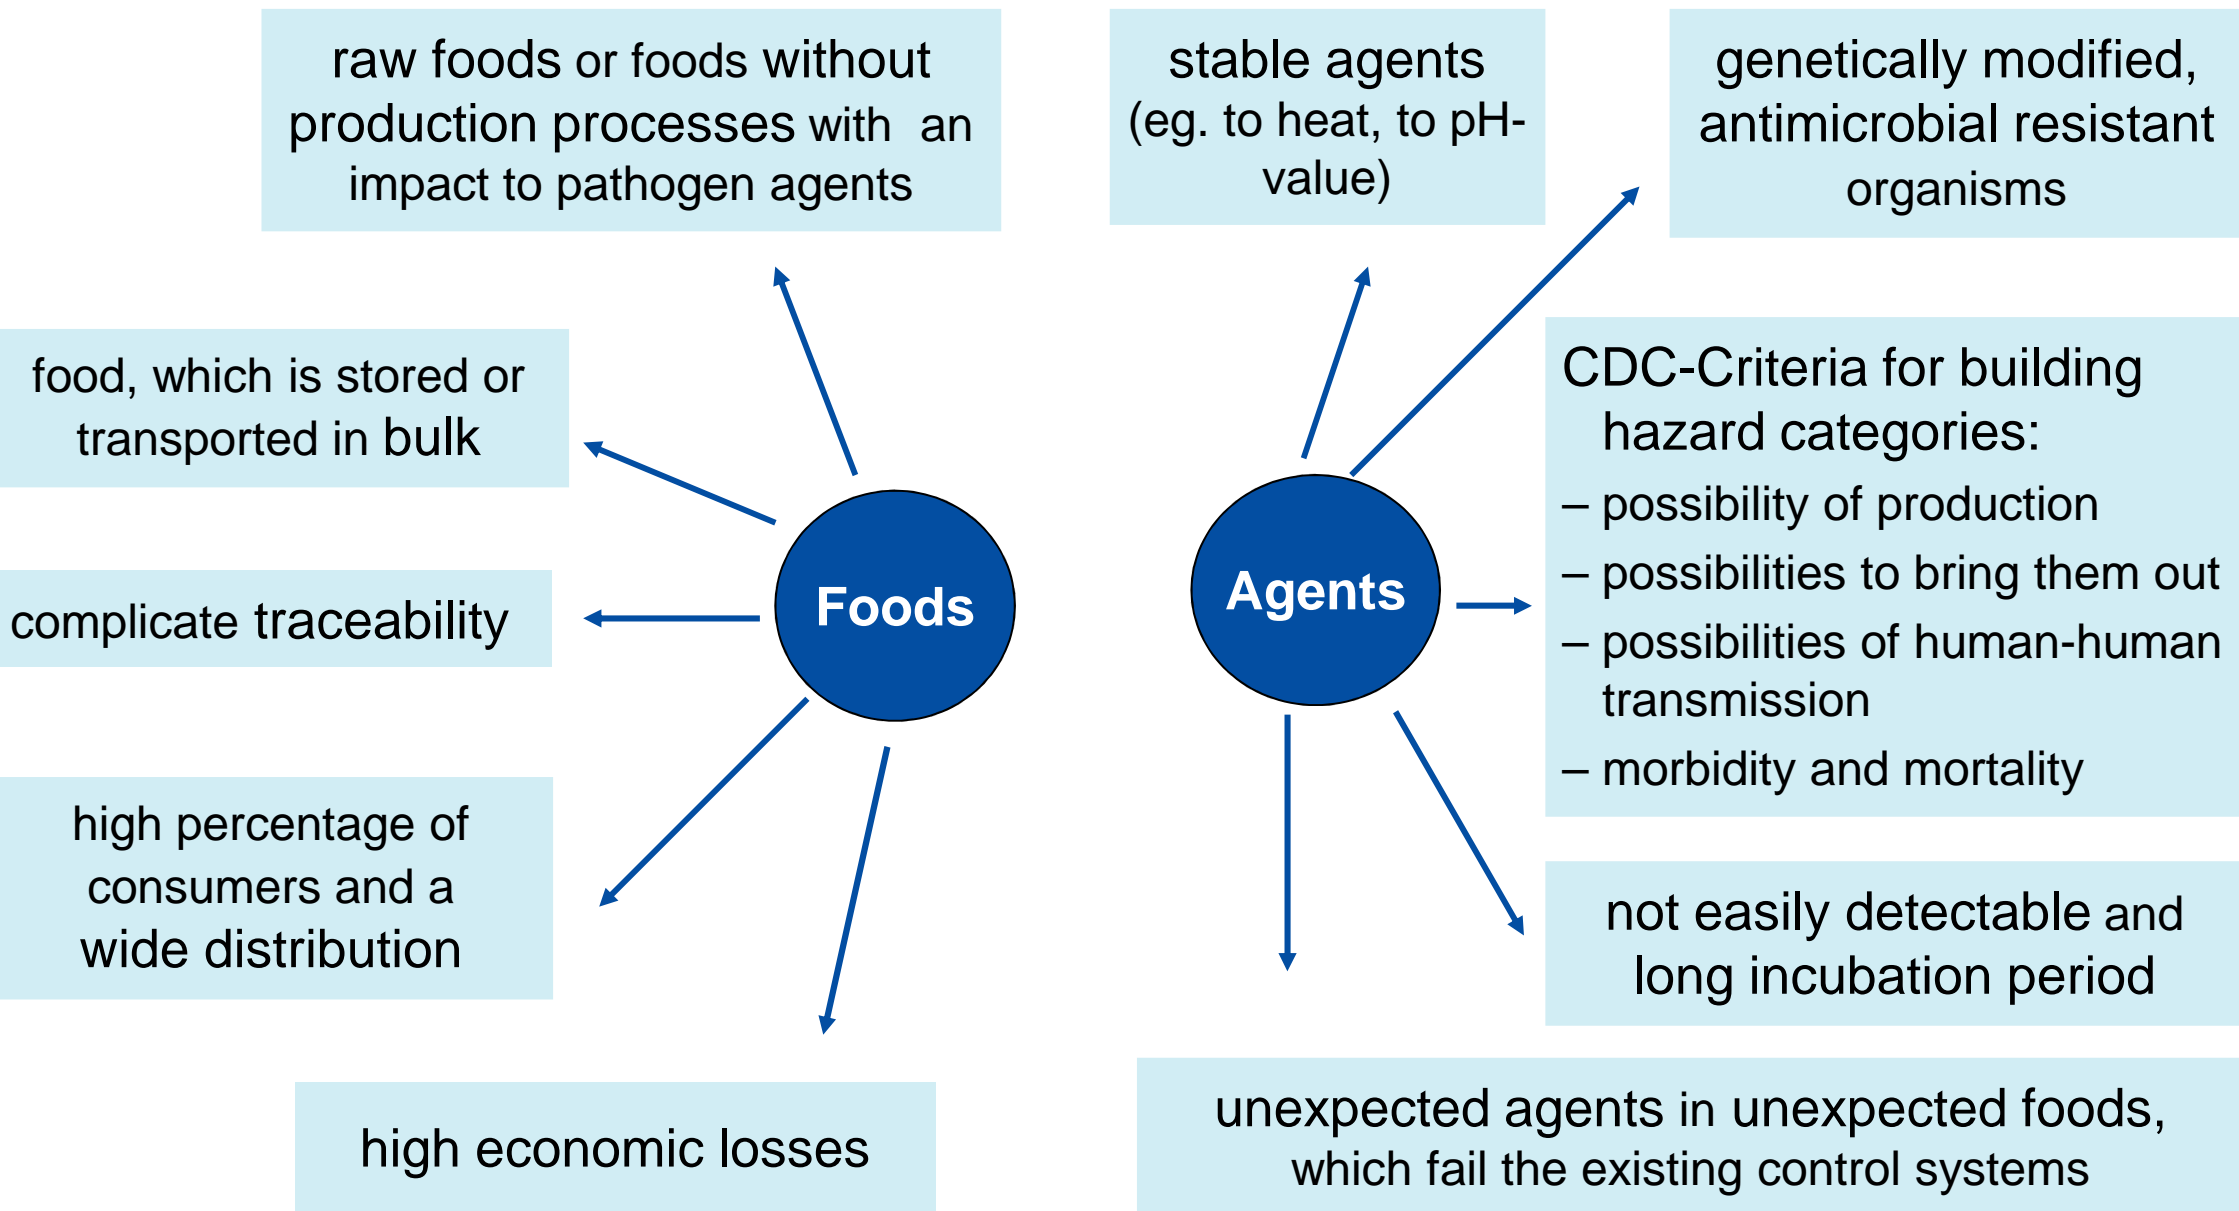 raw foods or foods without
production processes with an
impact to pathogen agents
food, which is stored or
transported in bulk
complicate traceability
high percentage of
consumers and a
wide distribution
high economic losses
Foods
stable agents
(eg. to heat, to pH-
value)
genetically modified,
antimicrobial resistant
organisms
Agents
CDC-Criteria for building
hazard categories:
– possibility of production
– possibilities to bring them out
– possibilities of human-human
transmission
– morbidity and mortality
not easily detectable and
long incubation period
unexpected agents in unexpected foods,
which fail the existing control systems